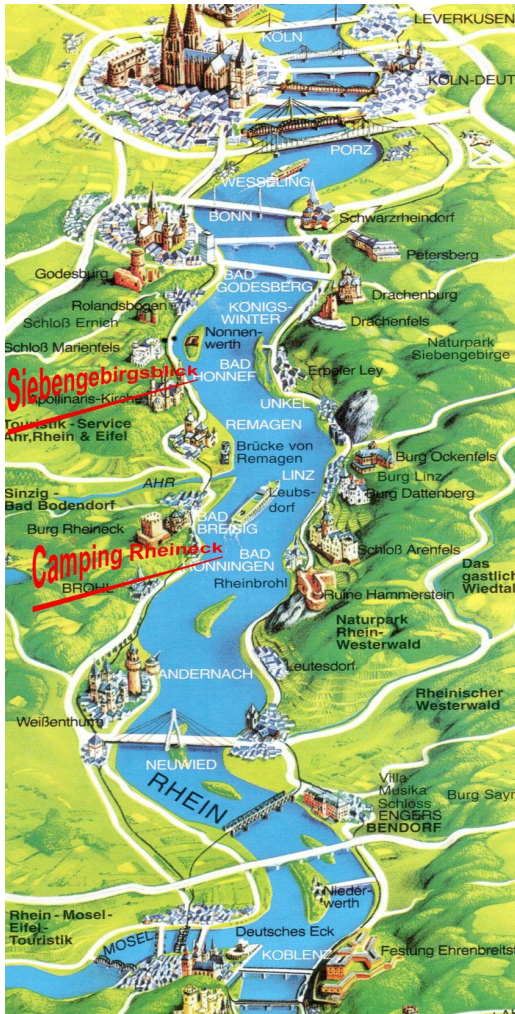 LEVERKUSEN
KÖLN
KÖLN-DEUT
PORZ
WESSELING
BONN
Schwarzrheindorf
Petersberg
Godesburg
BAD
GODESBERG
Drachenburg
Rolandsbogen
KÖNIGS-
WINTER
Schloß Ernich
Drachenfels
Nonnen-
werth
Naturpark
Siebengebirge
Schloß Marienfels
BAD
HONNEF
Erpeler Ley
Siebengebirgsblick
Apollinaris-Kirche
UNKEL
Touristik - Service
Ahr,Rhein & Eifel
REMAGEN
Brücke von
Remagen
Burg Ockenfels
Burg Linz
LINZ
AHR
Leubs-
dorf
Burg Dattenberg
Sinzig -
Bad Bodendorf
BAD
BREISIG
Burg Rheineck
Camping Rheineck
Schloß Arenfels
BAD
HÖNNINGEN
Das
gastlich
Wiedtal
BROHL
Rheinbrohl
Ruine Hammerstein
Naturpark
Rhein-
Westerwald
Leutesdorf
ANDERNACH
Rheinischer
Westerwald
Weißenthurm
NEUWIED
RHEIN
Villa
Musika
Schloss
ENGERS
BENDORF
Burg Sayn
Nieder-
werth
Rhein - Mosel-
Eifel-
Touristik
Deutsches Eck
MOSEL
KOBLENZ
Festung Ehrenbreitst